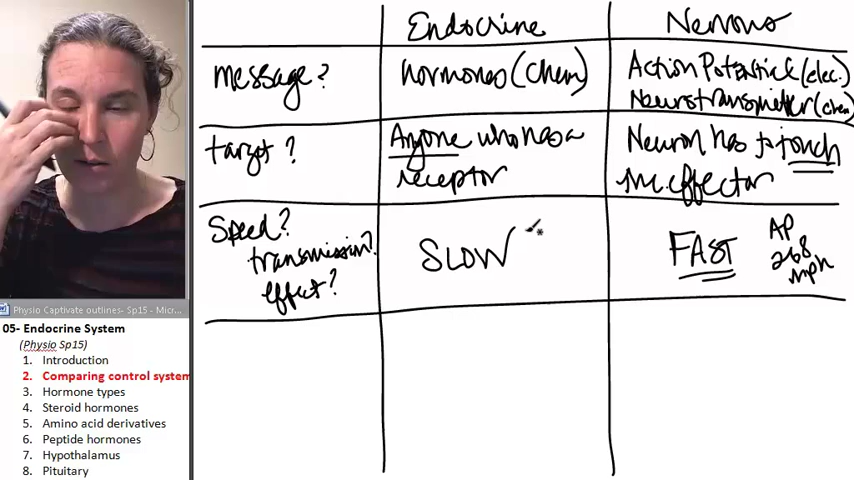 Endocrine
Nervous
message?
hormones (chem)
Action Potential (elec.)
Neurotransmitter (chem)
target?
Anyone who has a
receptor
Neuron has to touch
the effector
Speed?
transmission?
effect?
SLOW
FAST
AP
268
mph
Physio Captivate outlines- Sp15 - Micr...
05- Endocrine System
(Physio Sp15)
1. Introduction
2. Comparing control system
3. Hormone types
4. Steroid hormones
5. Amino acid derivatives
6. Peptide hormones
7. Hypothalamus
8. Pituitary